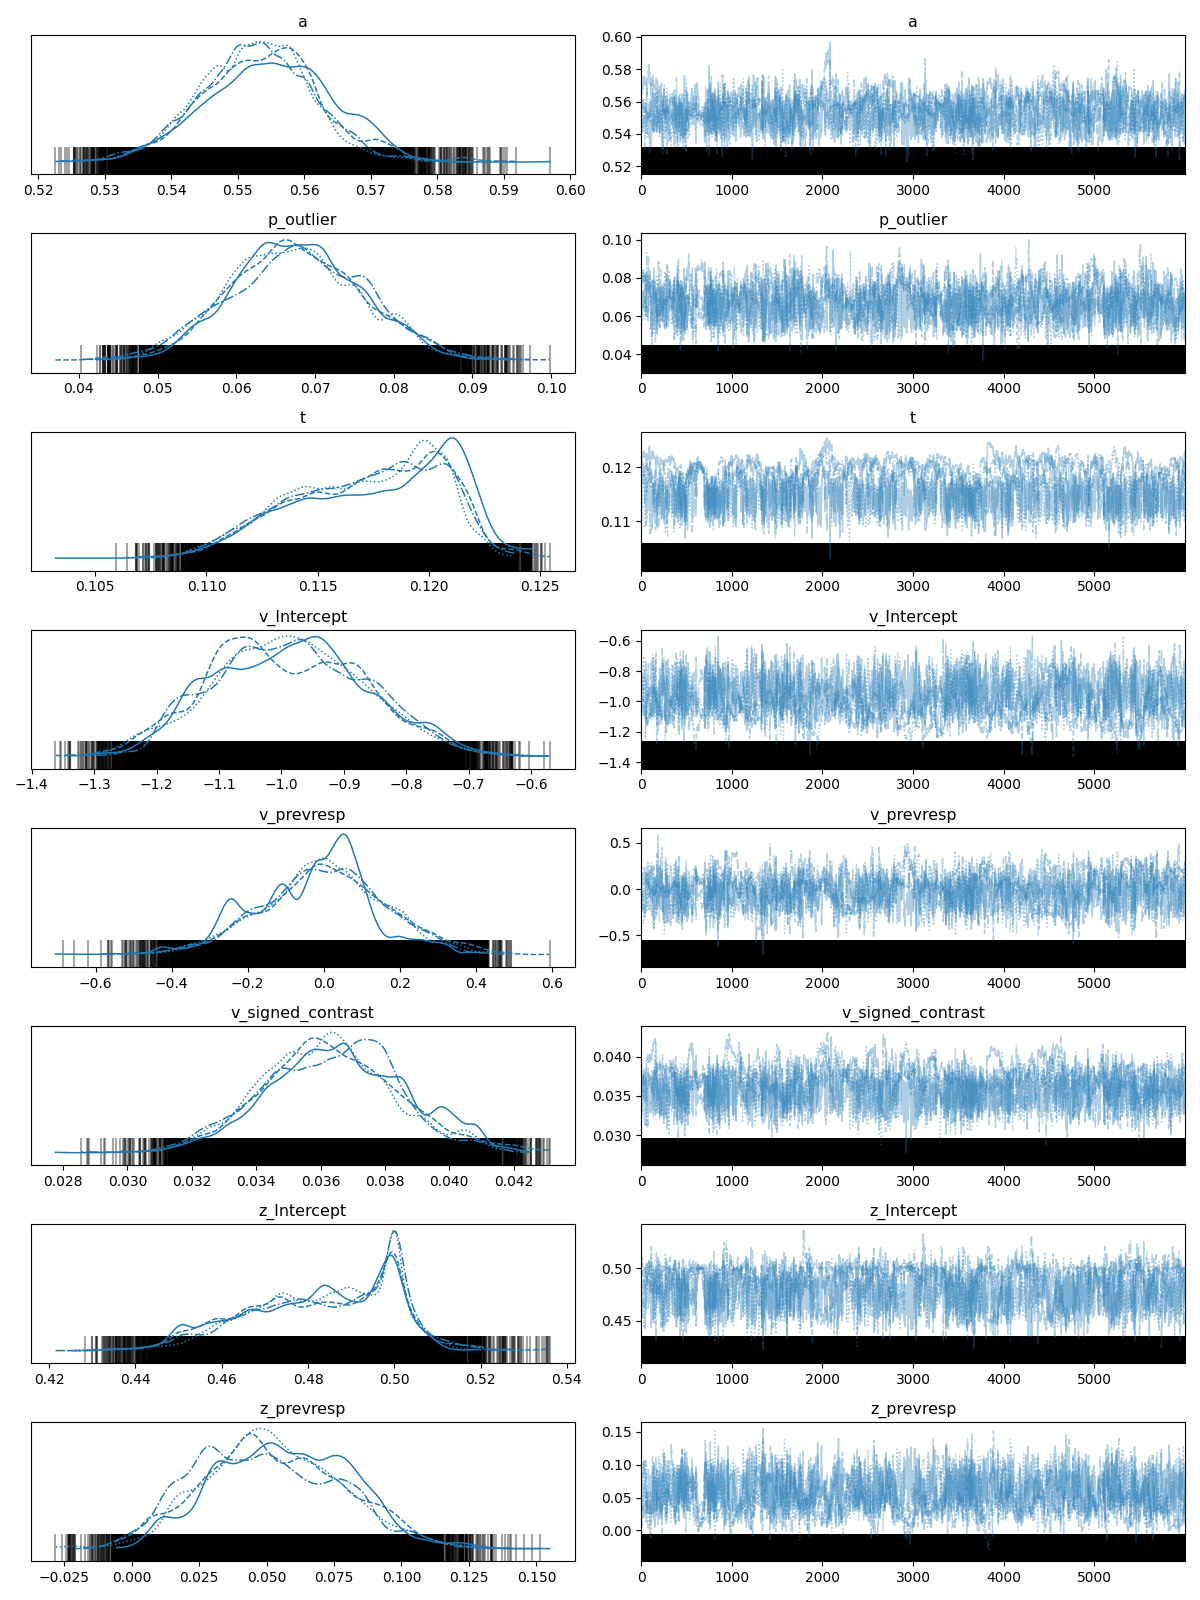 a a
0.60
0.58
0.56
0.54
0.52
0.52 0.53 0.54 0.55 0.56 0.57 0.58 0.59 0.60 0 1000 2000 3000 4000 5000
p_outlier p_outlier
0.10
0.08
0.06
0.04
0.04 0.05 0.06 0.07 0.08 0.09 0.10 0 1000 2000 3000 4000 5000
t t
0.12
0.11
0.105 0.110 0.115 0.120 0.125 0 1000 2000 3000 4000 5000
v_Intercept v_Intercept
−0.6
−0.8
−1.0
−1.2
−1.4
−1.4 −1.3 −1.2 −1.1 −1.0 −0.9 −0.8 −0.7 −0.6 0 1000 2000 3000 4000 5000
v_prevresp v_prevresp
0.5
0.0
−0.5
−0.6 −0.4 −0.2 0.0 0.2 0.4 0.6 0 1000 2000 3000 4000 5000
v_signed_contrast v_signed_contrast
0.040
0.035
0.030
0.028 0.030 0.032 0.034 0.036 0.038 0.040 0.042 0 1000 2000 3000 4000 5000
z_Intercept z_Intercept
0.50
0.45
0.42 0.44 0.46 0.48 0.50 0.52 0.54 0 1000 2000 3000 4000 5000
z_prevresp z_prevresp
0.15
0.10
0.05
0.00
−0.025 0.000 0.025 0.050 0.075 0.100 0.125 0.150 0 1000 2000 3000 4000 5000